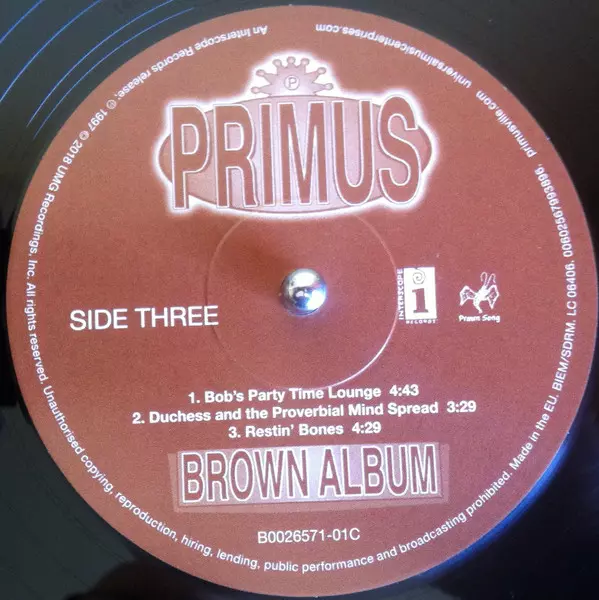 P
PRIMUS
SIDE THREE
INTERSCOPE
i
RECORDS
Prawn Song
1. Bob's Party Time Lounge 4:43
2. Duchess and the Proverbial Mind Spread 3:29
3. Restin' Bones 4:29
BROWN ALBUM
B0026571-01C
An Interscope Records release; ℗ 1997 © 2018 UMG Recordings, Inc. All rights reserved. Unauthorised copying, reproduction, hiring, lending, public performance and broadcasting prohibited. Made in the EU. BIEM/SDRM. LC 06406. 00602567693896. primusville.com universalmusicenterprises.com